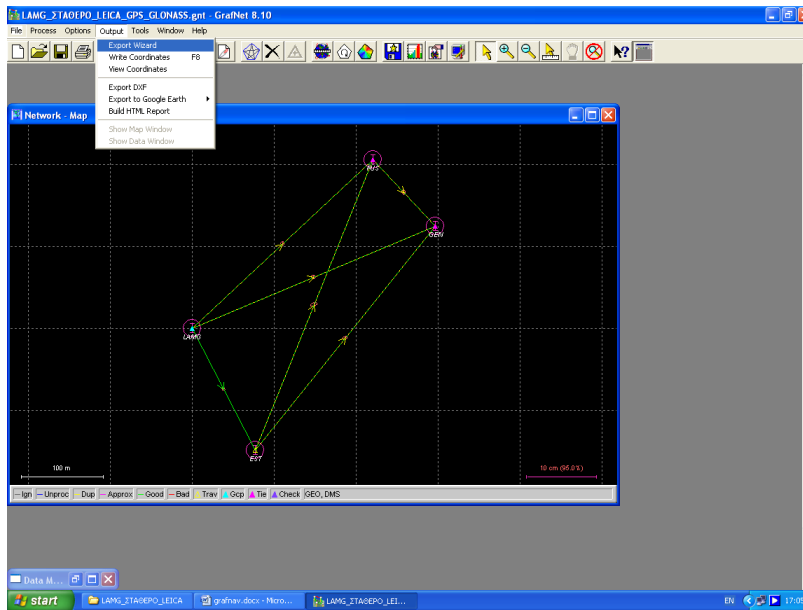 LAMG_ΣΤΑΘΕΡΟ_LEICA_GPS_GLONASS.gnt - GrafNet 8.10
File Process Options Output Tools Window Help
Export Wizard
Write Coordinates F8
View Coordinates
Export DXF
Export to Google Earth
Build HTML Report
Show Map Window
Show Data Window
Network - Map
GEN
LAMG
EST
100 m
10 cm (95.0%)
Ign Unproc Dup Approx Good Bad Trav Gcp Tie Check GEO, DMS
Data M...
start LAMG_ΣΤΑΘΕΡΟ_LEICA grafnav.docx - Micro... LAMG_ΣΤΑΘΕΡΟ_LEI... EN 17:05